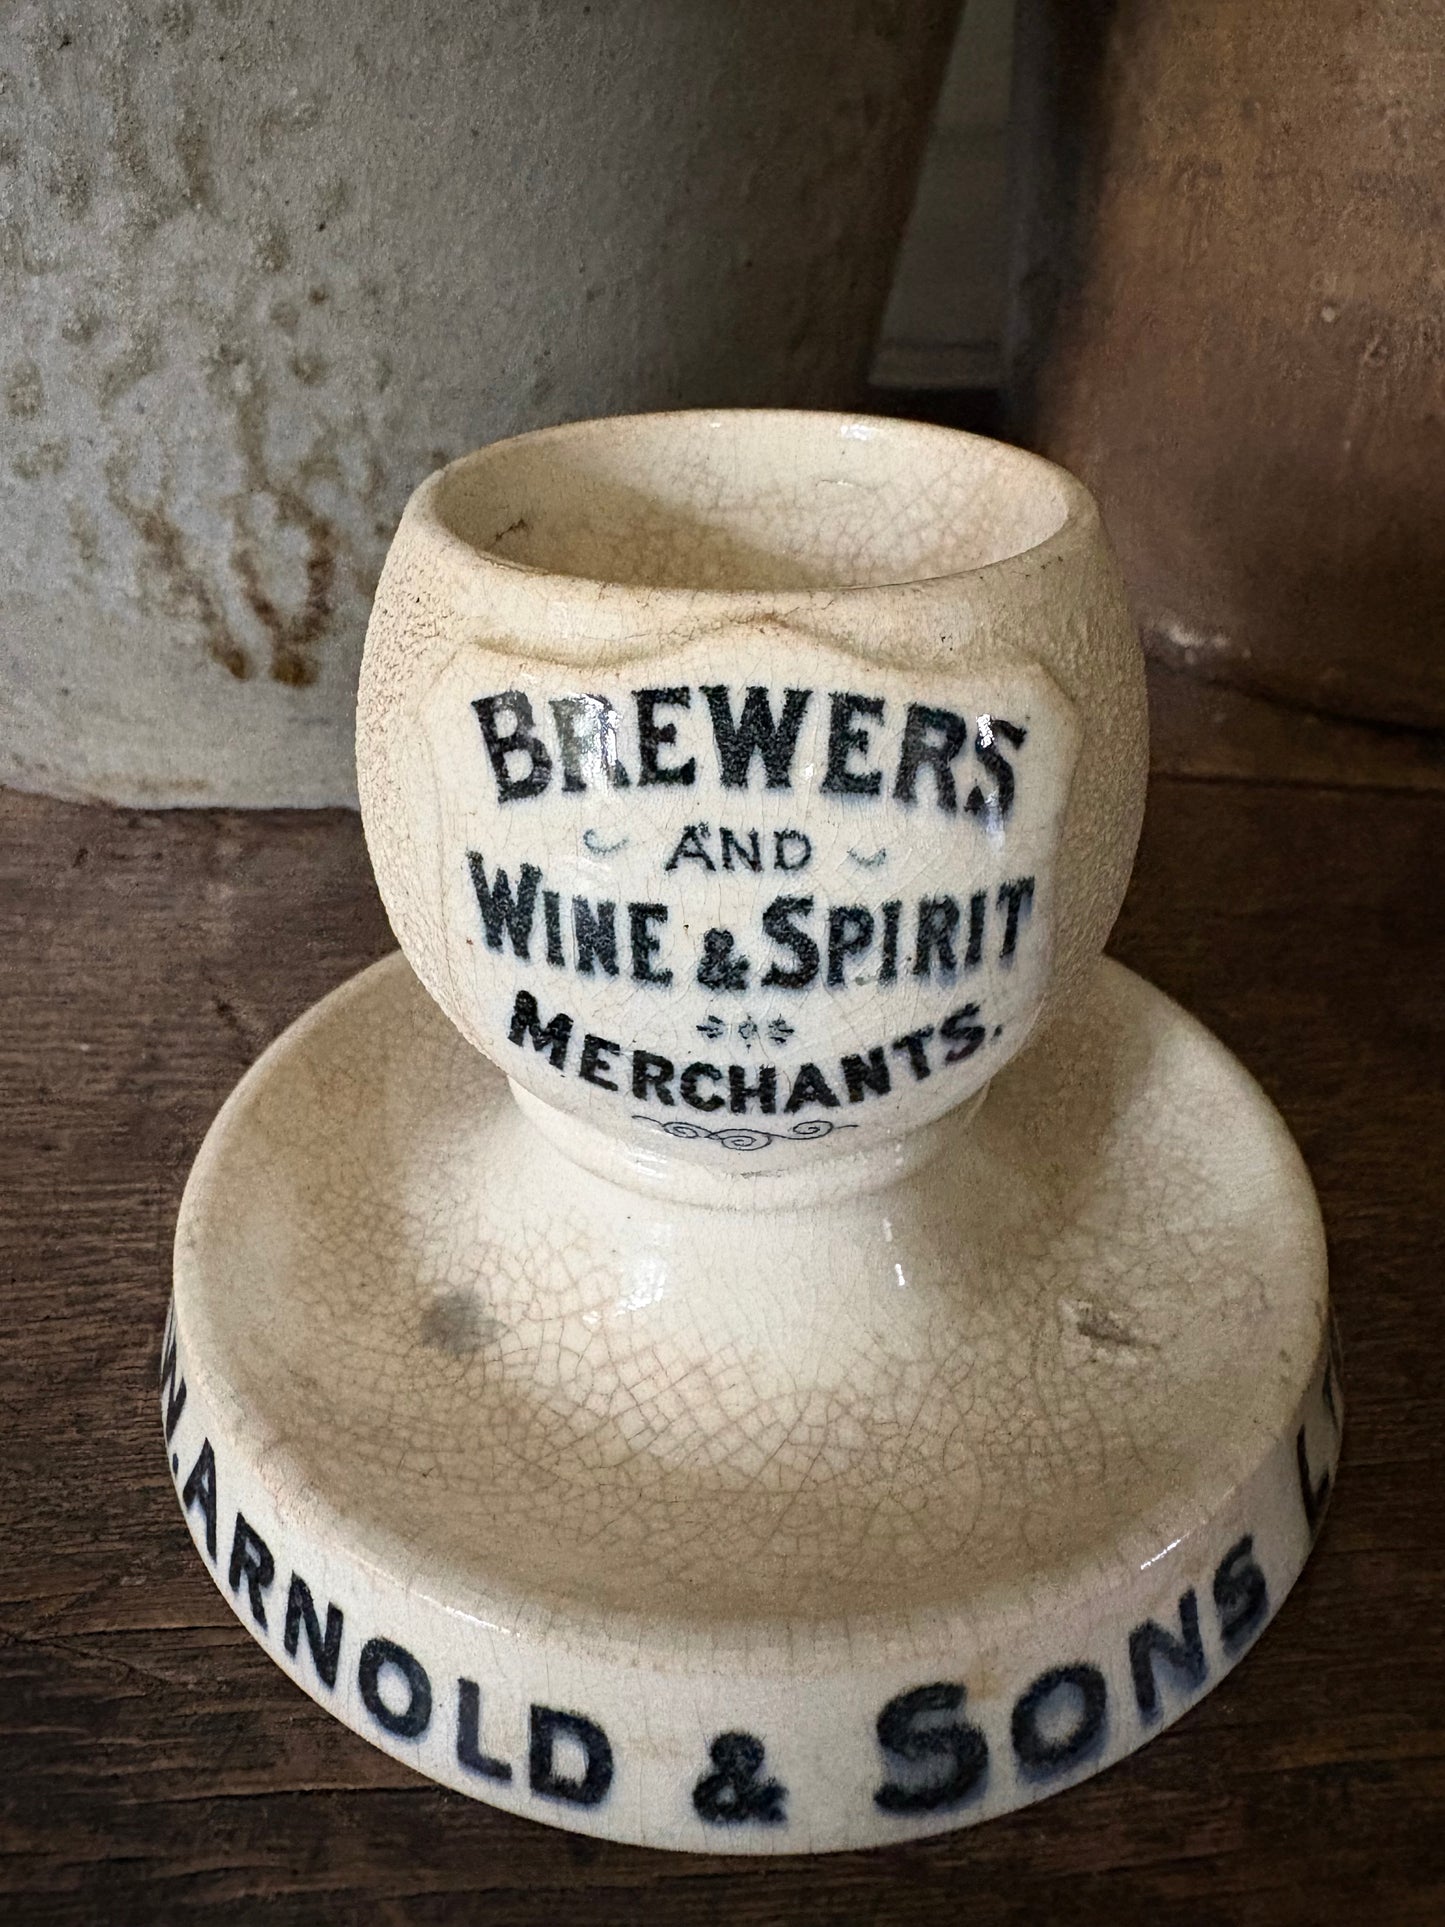 BREWERS
AND
WINE & SPIRIT
MERCHANTS.
ARNOLD & SONS